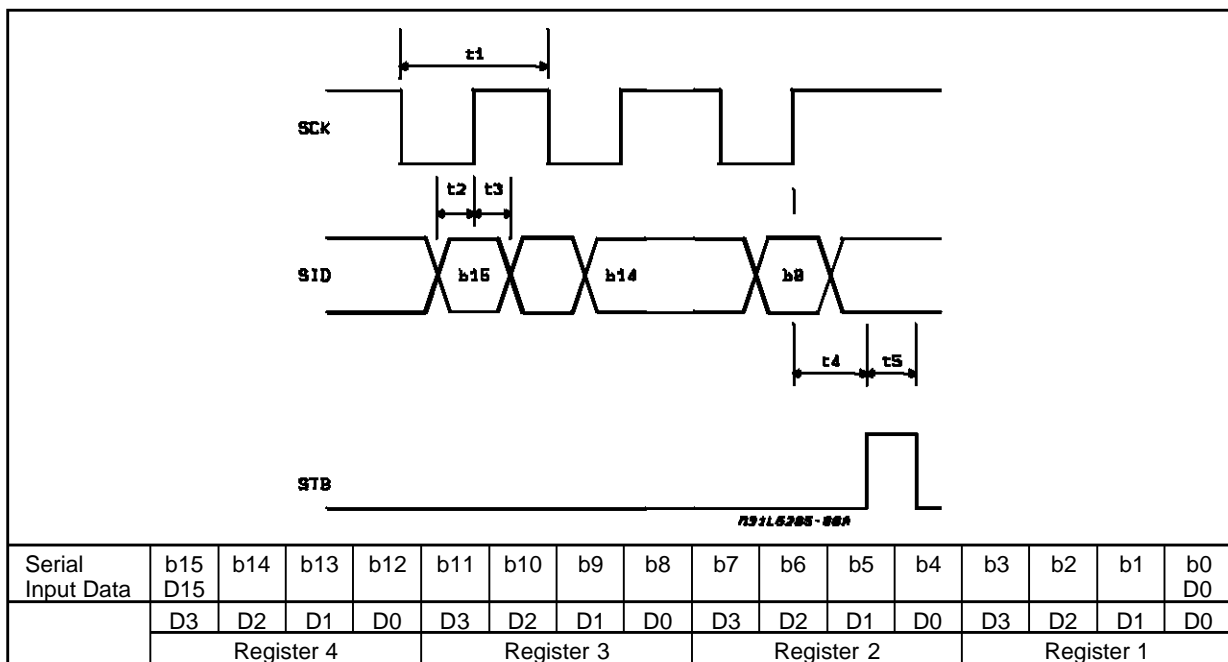 t1
SCK
t2 t3
SID b15 b14 b0
t4 t5
STB
Serial Input Data b15 D15 b14 b13 b12 b11 b10 b9 b8 b7 b6 b5 b4 b3 b2 b1 b0 D0
D3 D2 D1 D0 D3 D2 D1 D0 D3 D2 D1 D0 D3 D2 D1 D0
Register 4 Register 3 Register 2 Register 1